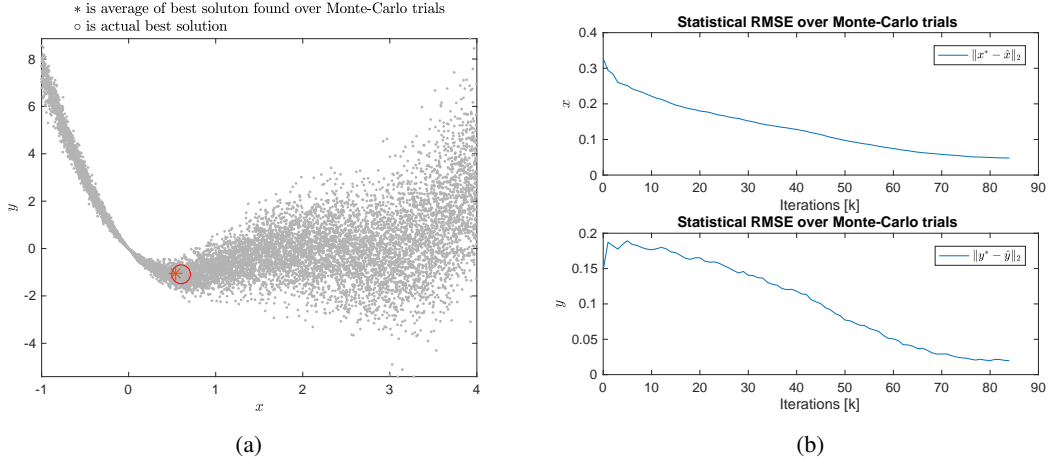 * is average of best soluton found over Monte-Carlo trials
○ is actual best solution
8
6
4
2
0
-2
-4
y
-1
0
1
2
3
4
x
(a)
Statistical RMSE over Monte-Carlo trials
0.4
0.3
0.2
0.1
0
x
‖x* − x̂‖₂
0 10 20 30 40 50 60 70 80 90
Iterations [k]
Statistical RMSE over Monte-Carlo trials
0.2
0.15
0.1
0.05
0
y
‖y* − ŷ‖₂
0 10 20 30 40 50 60 70 80 90
Iterations [k]
(b)